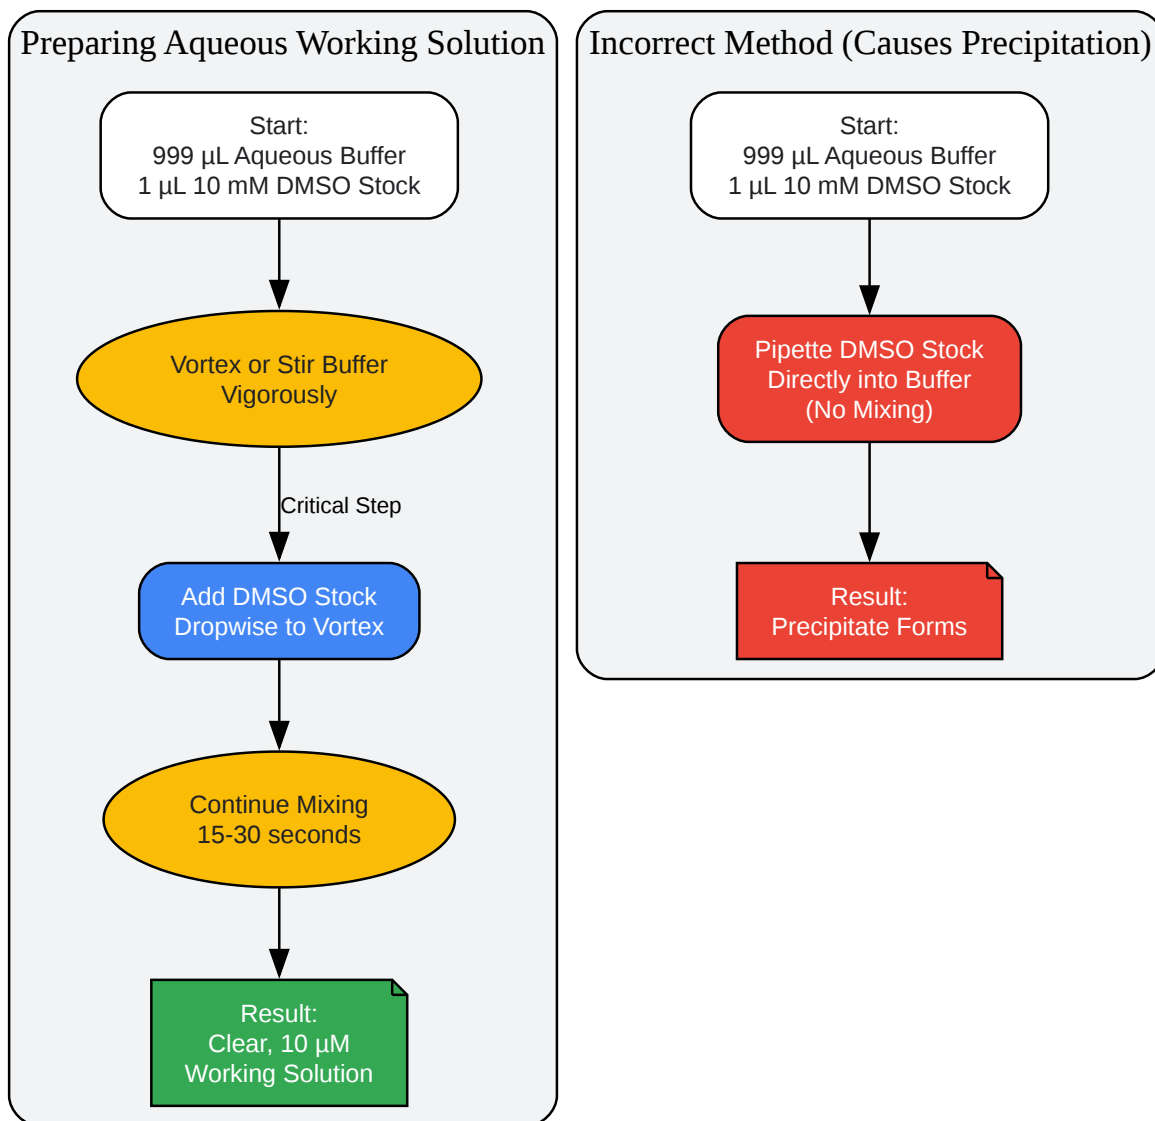 Preparing Aqueous Working Solution
Start:
999 µL Aqueous Buffer
1 µL 10 mM DMSO Stock
Vortex or Stir Buffer
Vigorously
Critical Step
Add DMSO Stock
Dropwise to Vortex
Continue Mixing
15-30 seconds
Result:
Clear, 10 µM
Working Solution
Incorrect Method (Causes Precipitation)
Start:
999 µL Aqueous Buffer
1 µL 10 mM DMSO Stock
Pipette DMSO Stock
Directly into Buffer
(No Mixing)
Result:
Precipitate Forms